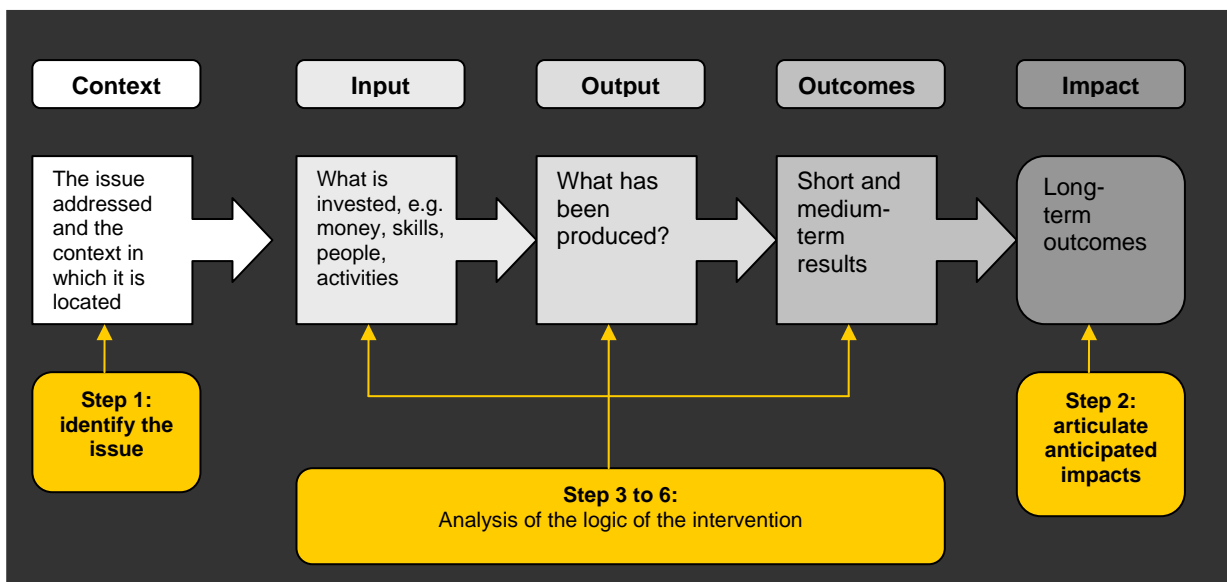 Context
Input
Output
Outcomes
Impact
The issue
addressed
and the
context in
which it is
located
What is
invested, e.g.
money, skills,
people,
activities
What has
been
produced?
Short and
medium-
term
results
Long-
term
outcomes
Step 1:
identify the
issue
Step 3 to 6:
Analysis of the logic of the intervention
Step 2:
articulate
anticipated
impacts